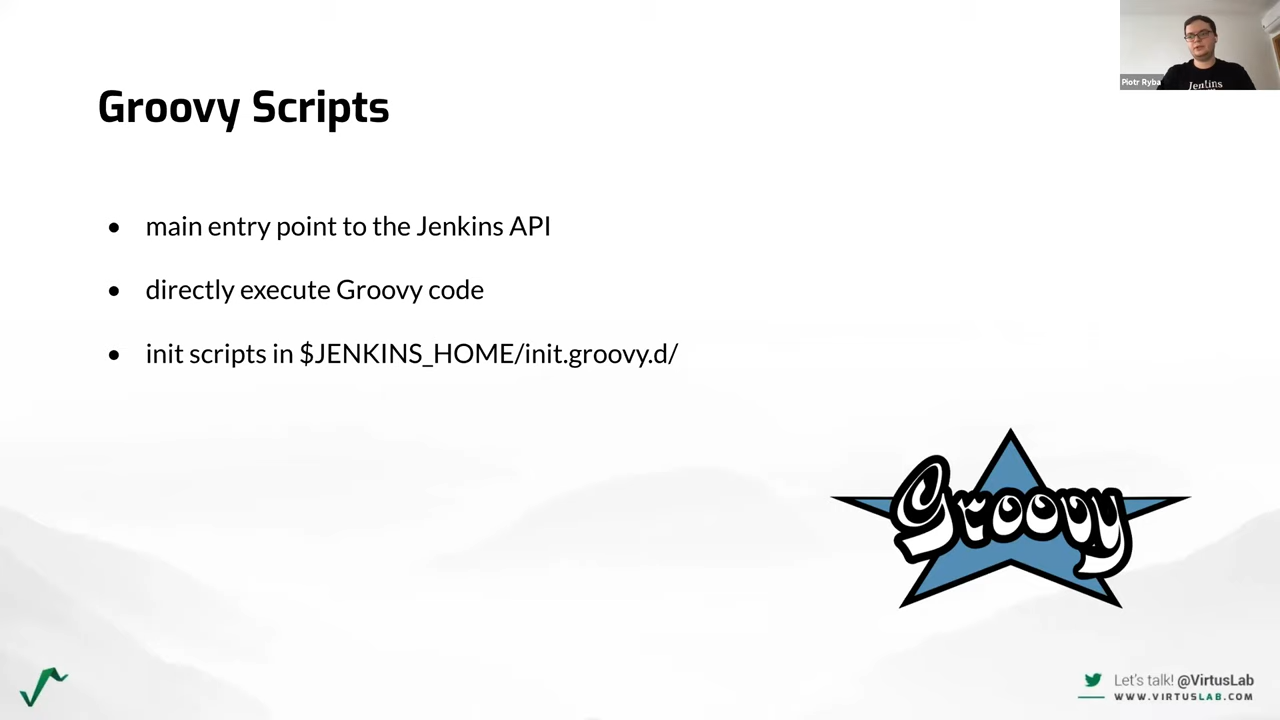 Piotr Ryba
Jenkins
Groovy Scripts
• main entry point to the Jenkins API
• directly execute Groovy code
• init scripts in $JENKINS_HOME/init.groovy.d/
Groovy
Let's talk! @VirtusLab
WWW.VIRTUSLAB.COM